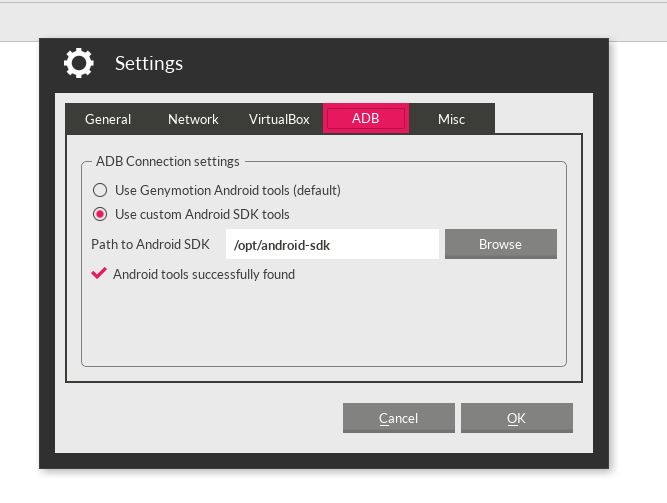 Settings
General Network VirtualBox ADB Misc
ADB Connection settings
Use Genymotion Android tools (default)
Use custom Android SDK tools
Path to Android SDK /opt/android-sdk Browse
Android tools successfully found
Cancel OK